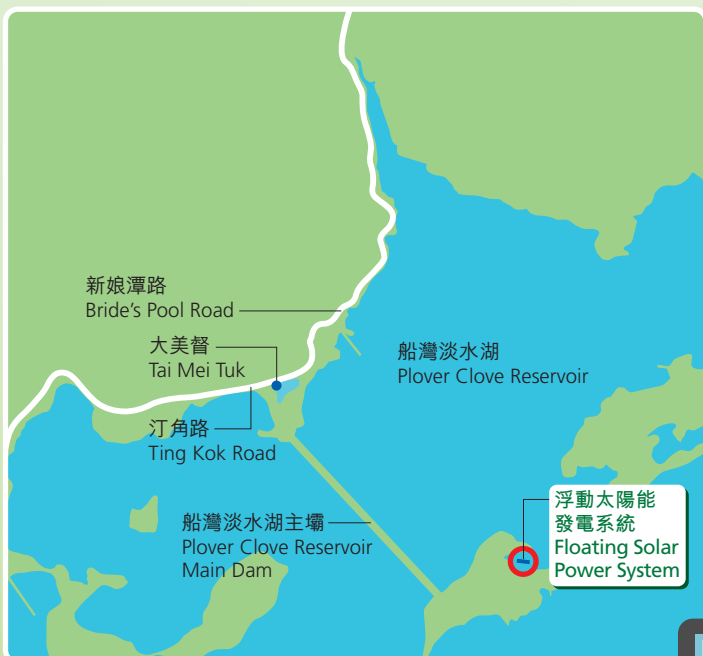 新娘潭路
Bride's Pool Road
大美督
Tai Mei Tuk
船灣淡水湖
Plover Clove Reservoir
汀角路
Ting Kok Road
船灣淡水湖主壩
Plover Clove Reservoir
Main Dam
浮動太陽能
發電系統
Floating Solar
Power System